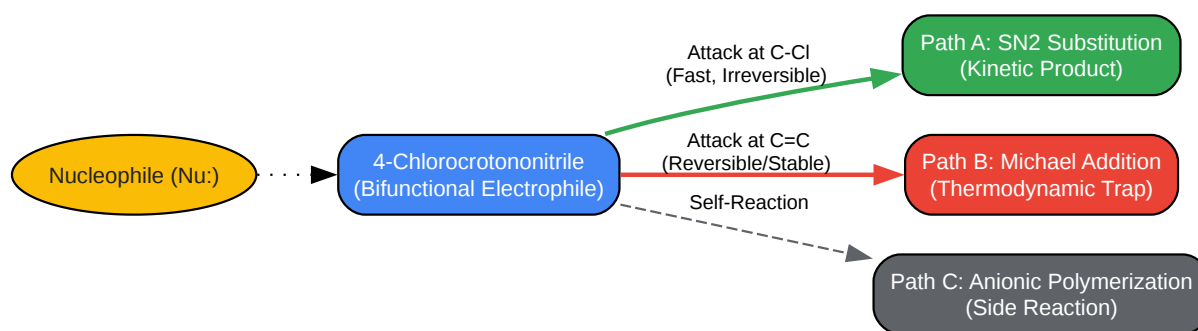 Nucleophile (Nu:)
4-Chlorocrotononitrile
(Bifunctional Electrophile)
Attack at C-Cl
(Fast, Irreversible)
Path A: SN2 Substitution
(Kinetic Product)
Attack at C=C
(Reversible/Stable)
Path B: Michael Addition
(Thermodynamic Trap)
Self-Reaction
Path C: Anionic Polymerization
(Side Reaction)